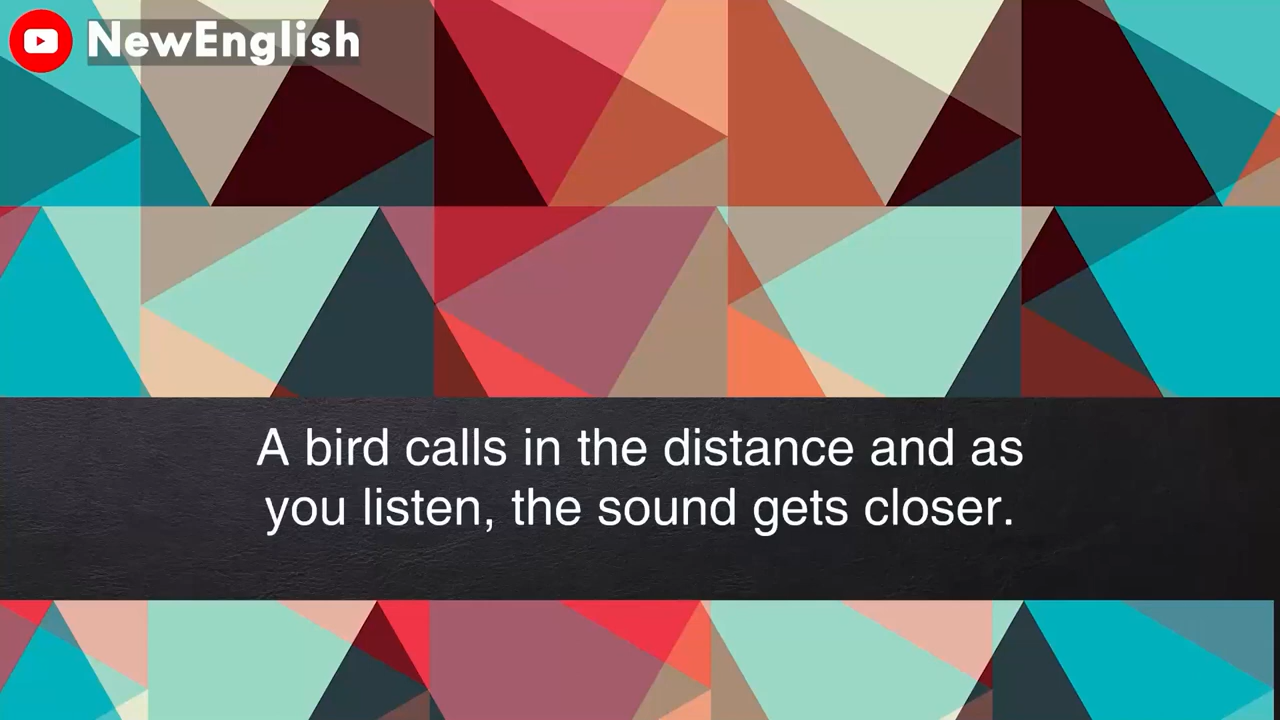 NewEnglish
A bird calls in the distance and as
you listen, the sound gets closer.